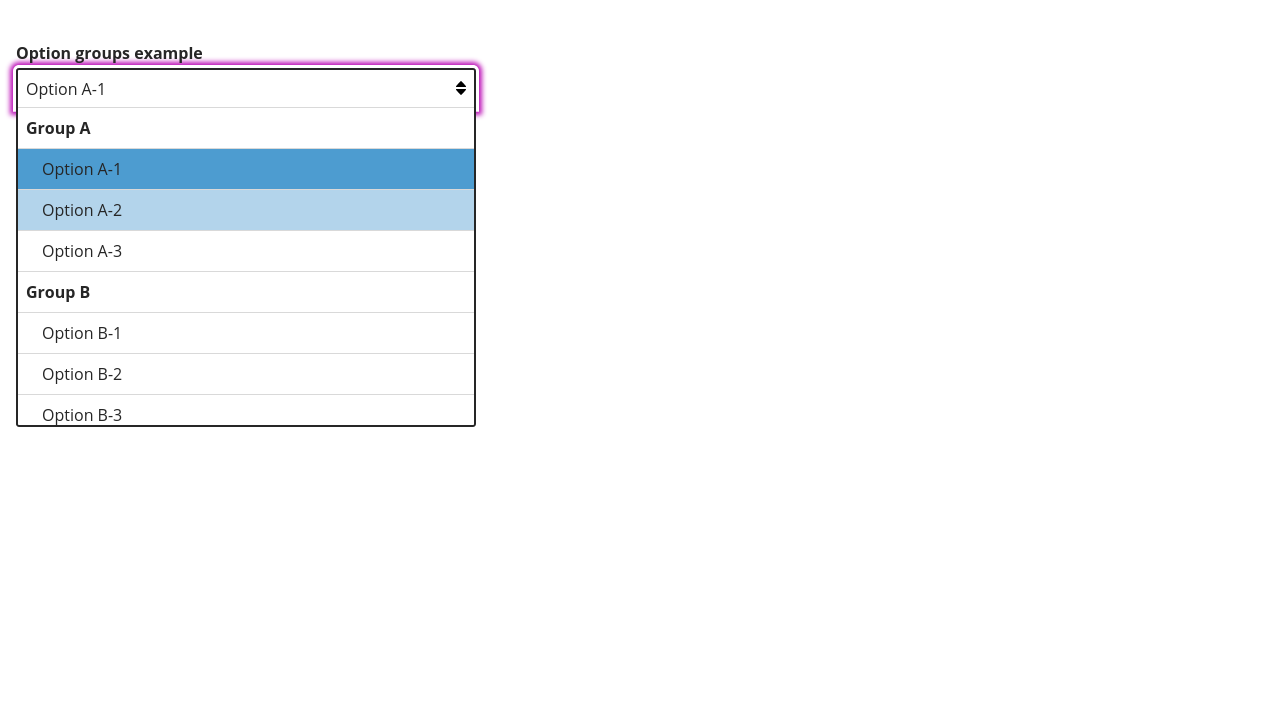 Option groups example
Option A-1
Group A
Option A-1
Option A-2
Option A-3
Group B
Option B-1
Option B-2
Option B-3